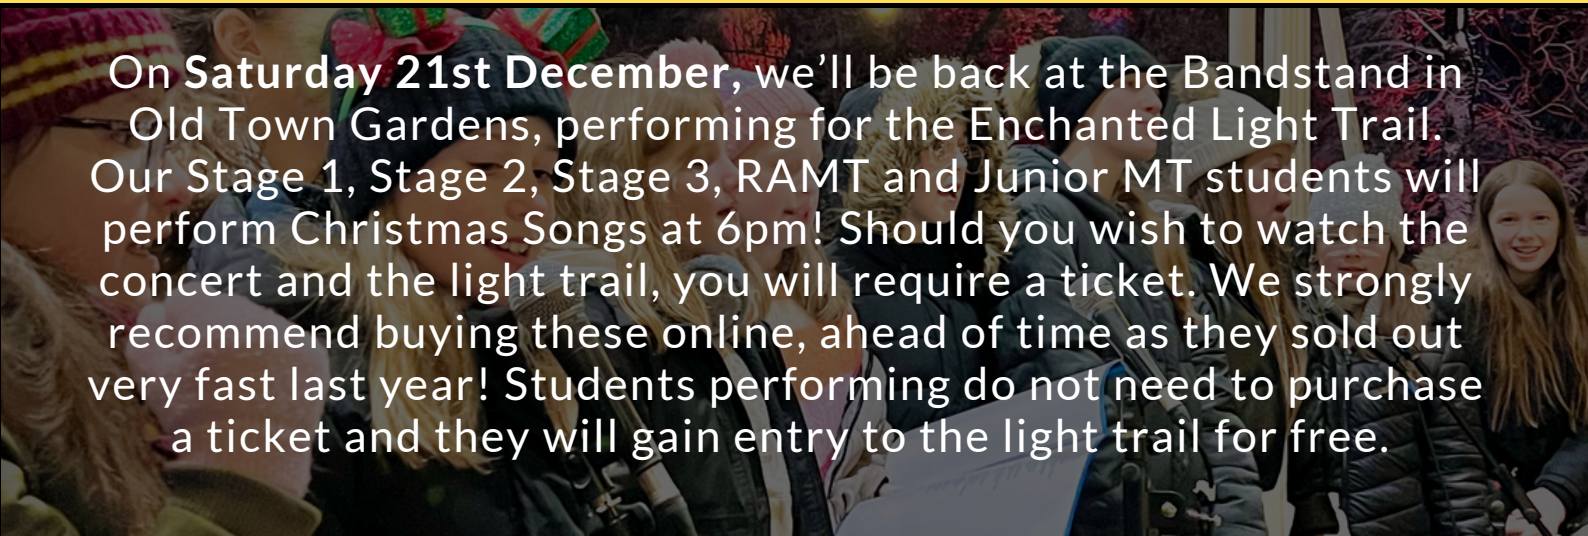 On Saturday 21st December, we’ll be back at the Bandstand in
Old Town Gardens, performing for the Enchanted Light Trail.
Our Stage 1, Stage 2, Stage 3, RAMT and Junior MT students will
perform Christmas Songs at 6pm! Should you wish to watch the
concert and the light trail, you will require a ticket. We strongly
recommend buying these online, ahead of time as they sold out
very fast last year! Students performing do not need to purchase
a ticket and they will gain entry to the light trail for free.